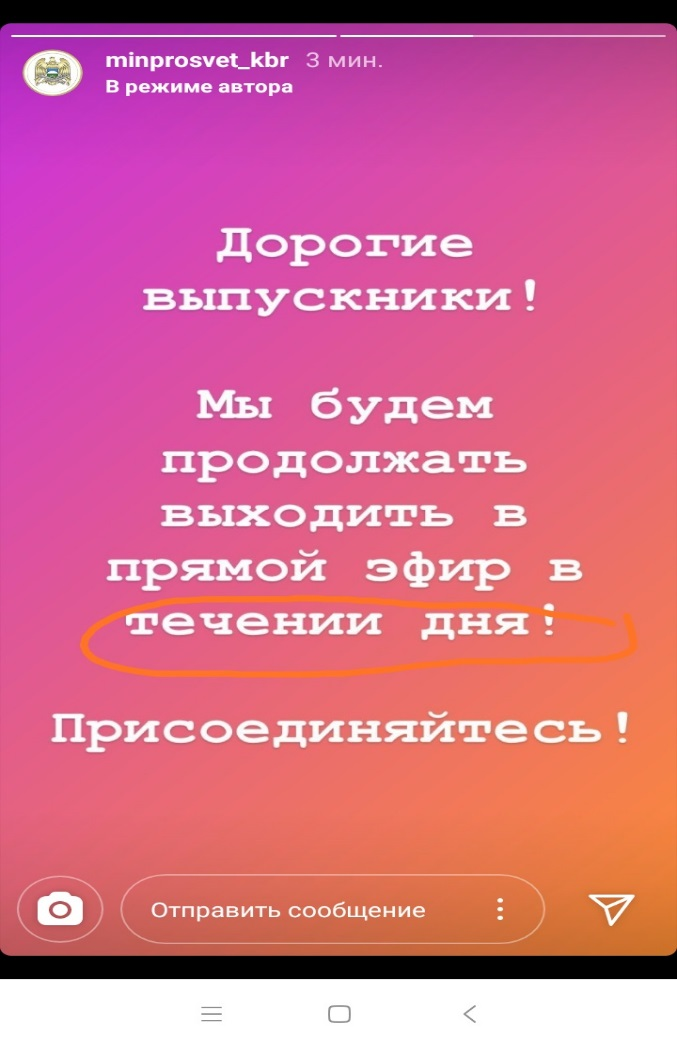 minprosvet_kbr 3 мин.
В режиме автора
Дорогие
выпускники!
Мы будем
продолжать
выходить в
прямой эфир в
течении дня!
Присоединяйтесь!
Отправить сообщение